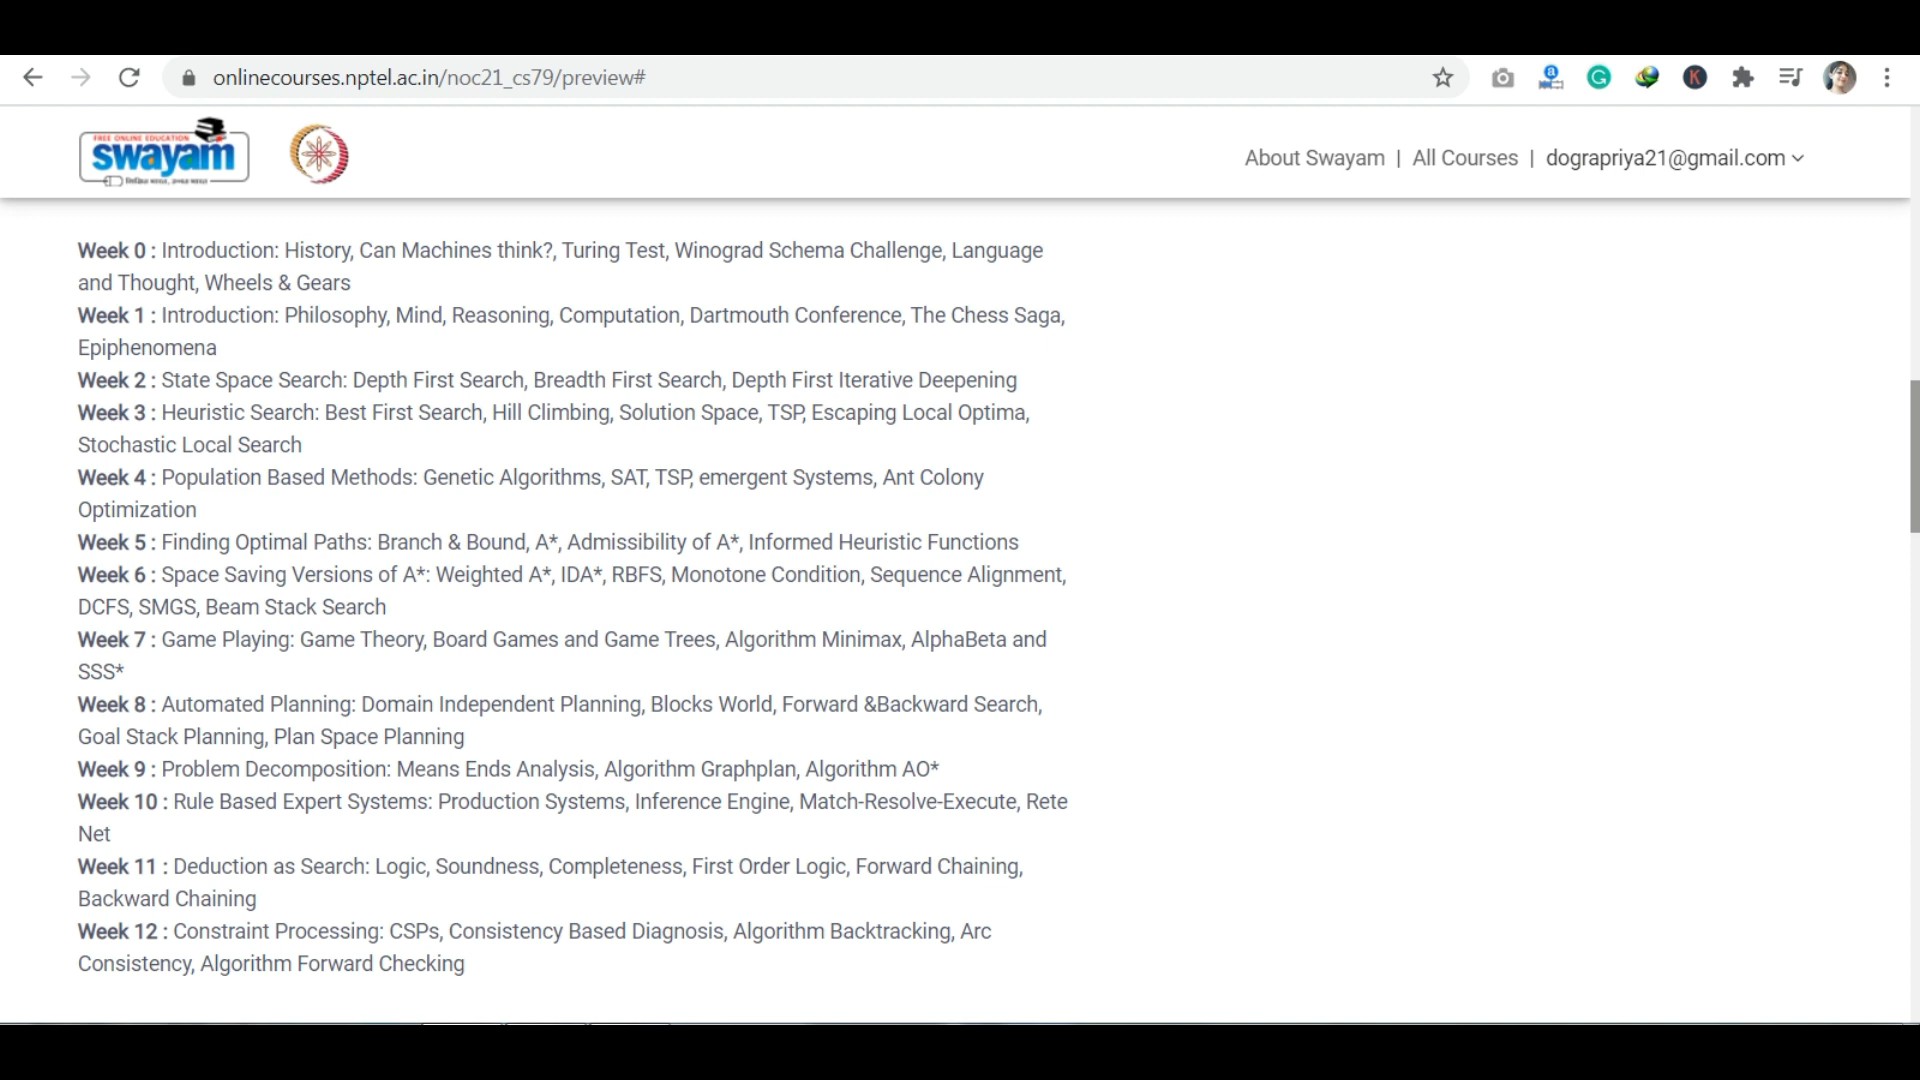 onlinecourses.nptel.ac.in/noc21_cs79/preview#
FREE ONLINE EDUCATION
swayam
About Swayam | All Courses | dograpriya21@gmail.com
Week 0 : Introduction: History, Can Machines think?, Turing Test, Winograd Schema Challenge, Language
and Thought, Wheels & Gears
Week 1 : Introduction: Philosophy, Mind, Reasoning, Computation, Dartmouth Conference, The Chess Saga,
Epiphenomena
Week 2 : State Space Search: Depth First Search, Breadth First Search, Depth First Iterative Deepening
Week 3 : Heuristic Search: Best First Search, Hill Climbing, Solution Space, TSP, Escaping Local Optima,
Stochastic Local Search
Week 4 : Population Based Methods: Genetic Algorithms, SAT, TSP, emergent Systems, Ant Colony
Optimization
Week 5 : Finding Optimal Paths: Branch & Bound, A*, Admissibility of A*, Informed Heuristic Functions
Week 6 : Space Saving Versions of A*: Weighted A*, IDA*, RBFS, Monotone Condition, Sequence Alignment,
DCFS, SMGS, Beam Stack Search
Week 7 : Game Playing: Game Theory, Board Games and Game Trees, Algorithm Minimax, AlphaBeta and
SSS*
Week 8 : Automated Planning: Domain Independent Planning, Blocks World, Forward &Backward Search,
Goal Stack Planning, Plan Space Planning
Week 9 : Problem Decomposition: Means Ends Analysis, Algorithm Graphplan, Algorithm AO*
Week 10 : Rule Based Expert Systems: Production Systems, Inference Engine, Match-Resolve-Execute, Rete
Net
Week 11 : Deduction as Search: Logic, Soundness, Completeness, First Order Logic, Forward Chaining,
Backward Chaining
Week 12 : Constraint Processing: CSPs, Consistency Based Diagnosis, Algorithm Backtracking, Arc
Consistency, Algorithm Forward Checking